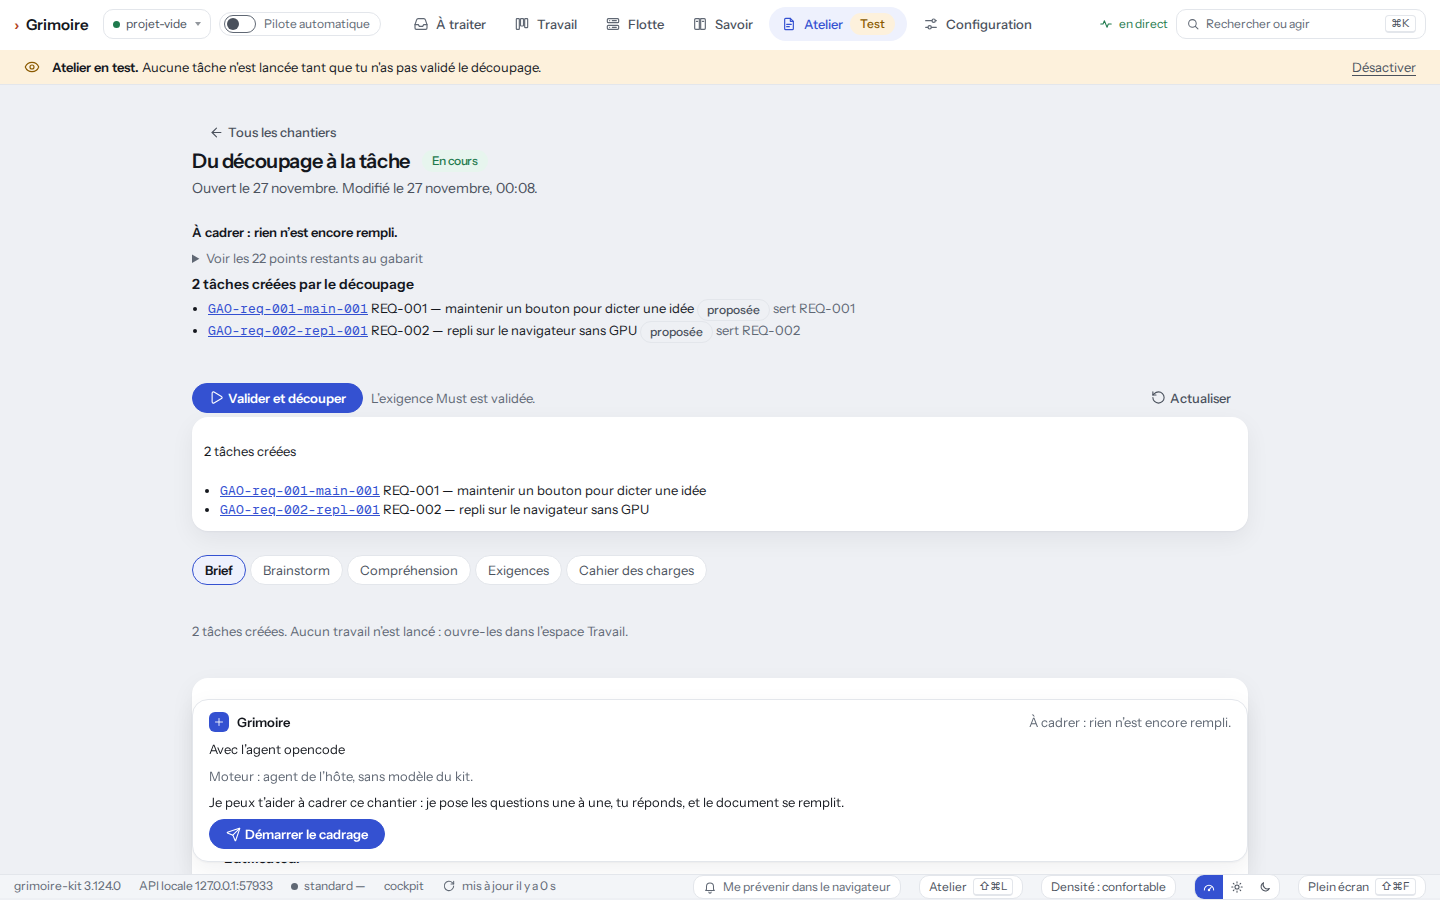 › Grimoire projet-vide Pilote automatique À traiter Travail Flotte Savoir Atelier Test Configuration en direct Rechercher ou agir ⌘K
Atelier en test. Aucune tâche n'est lancée tant que tu n'as pas validé le découpage. Désactiver
← Tous les chantiers
Du découpage à la tâche En cours
Ouvert le 27 novembre. Modifié le 27 novembre, 00:08.
À cadrer : rien n'est encore rempli.
Voir les 22 points restants au gabarit
2 tâches créées par le découpage
• GAO-req-001-main-001 REQ-001 — maintenir un bouton pour dicter une idée proposée sert REQ-001
• GAO-req-002-repl-001 REQ-002 — repli sur le navigateur sans GPU proposée sert REQ-002
Valider et découper L'exigence Must est validée. Actualiser
2 tâches créées
• GAO-req-001-main-001 REQ-001 — maintenir un bouton pour dicter une idée
• GAO-req-002-repl-001 REQ-002 — repli sur le navigateur sans GPU
Brief Brainstorm Compréhension Exigences Cahier des charges
2 tâches créées. Aucun travail n'est lancé : ouvre-les dans l'espace Travail.
Grimoire À cadrer : rien n'est encore rempli.
Avec l'agent opencode
Moteur : agent de l'hôte, sans modèle du kit.
Je peux t'aider à cadrer ce chantier : je pose les questions une à une, tu réponds, et le document se remplit.
Démarrer le cadrage
grimoire-kit 3.124.0 API locale 127.0.0.1:57933 standard — cockpit mis à jour il y a 0 s Me prévenir dans le navigateur Atelier ⇧⌘L Densité : confortable Plein écran ⇧⌘F